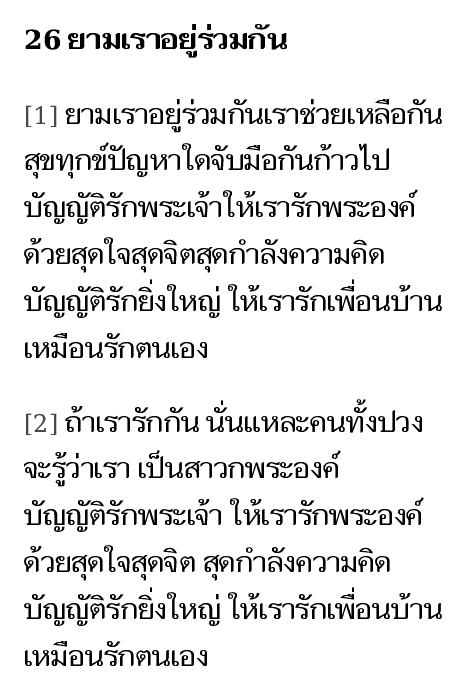 26 ยามเราอยู่ร่วมกัน
[1] ยามเราอยู่ร่วมกันเราช่วยเหลือกัน
สุขทุกข์ปัญหาใดจับมือกันก้าวไป
บัญญัติรักพระเจ้าให้เรารักพระองค์
ด้วยสุดใจสุดจิตสุดกำลังความคิด
บัญญัติรักยิ่งใหญ่ ให้เรารักเพื่อนบ้าน
เหมือนรักตนเอง
[2] ถ้าเรารักกัน นั่นแหละคนทั้งปวง
จะรู้ว่าเรา เป็นสาวกพระองค์
บัญญัติรักพระเจ้า ให้เรารักพระองค์
ด้วยสุดใจสุดจิต สุดกำลังความคิด
บัญญัติรักยิ่งใหญ่ ให้เรารักเพื่อนบ้าน
เหมือนรักตนเอง